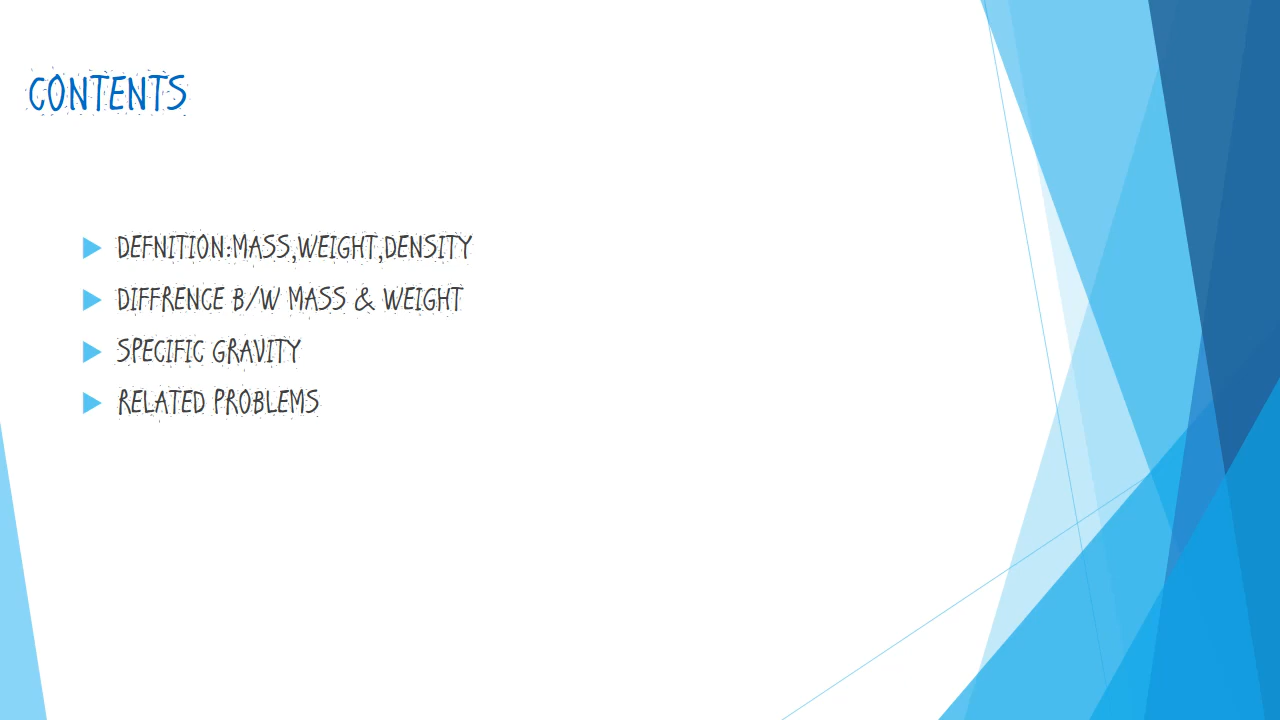 CONTENTS
DEFNITION:MASS,WEIGHT,DENSITY
DIFFRENCE B/W MASS & WEIGHT
SPECIFIC GRAVITY
RELATED PROBLEMS